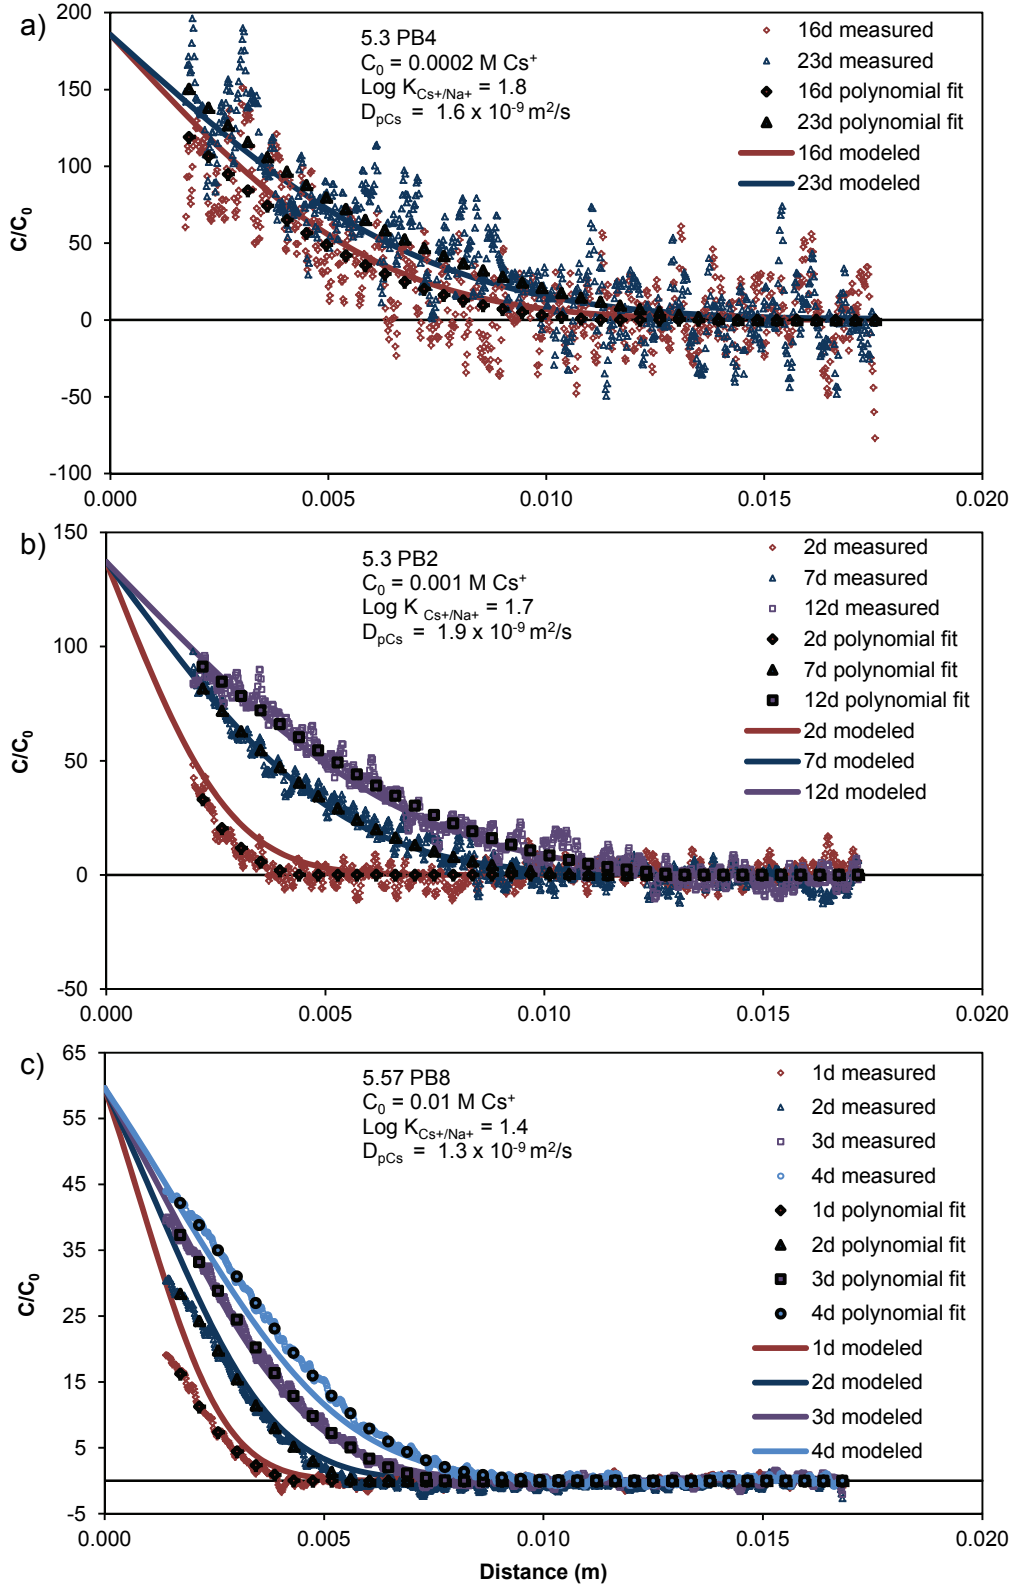 a)
5.3 PB4
C0 = 0.0002 M Cs+
Log KCs+/Na+ = 1.8
DpCs = 1.6 x 10-9 m2/s
16d measured
23d measured
16d polynomial fit
23d polynomial fit
16d modeled
23d modeled
C/C0
200
150
100
50
0
-50
-100
0.000
0.005
0.010
0.015
0.020
b)
5.3 PB2
C0 = 0.001 M Cs+
Log K Cs+/Na+ = 1.7
DpCs = 1.9 x 10-9 m2/s
2d measured
7d measured
12d measured
2d polynomial fit
7d polynomial fit
12d polynomial fit
2d modeled
7d modeled
12d modeled
C/C0
150
100
50
0
-50
0.000
0.005
0.010
0.015
0.020
c)
5.57 PB8
C0 = 0.01 M Cs+
Log KCs+/Na+ = 1.4
DpCs = 1.3 x 10-9 m2/s
1d measured
2d measured
3d measured
4d measured
1d polynomial fit
2d polynomial fit
3d polynomial fit
4d polynomial fit
1d modeled
2d modeled
3d modeled
4d modeled
C/C0
65
55
45
35
25
15
5
-5
0.000
0.005
0.010
0.015
0.020
Distance (m)